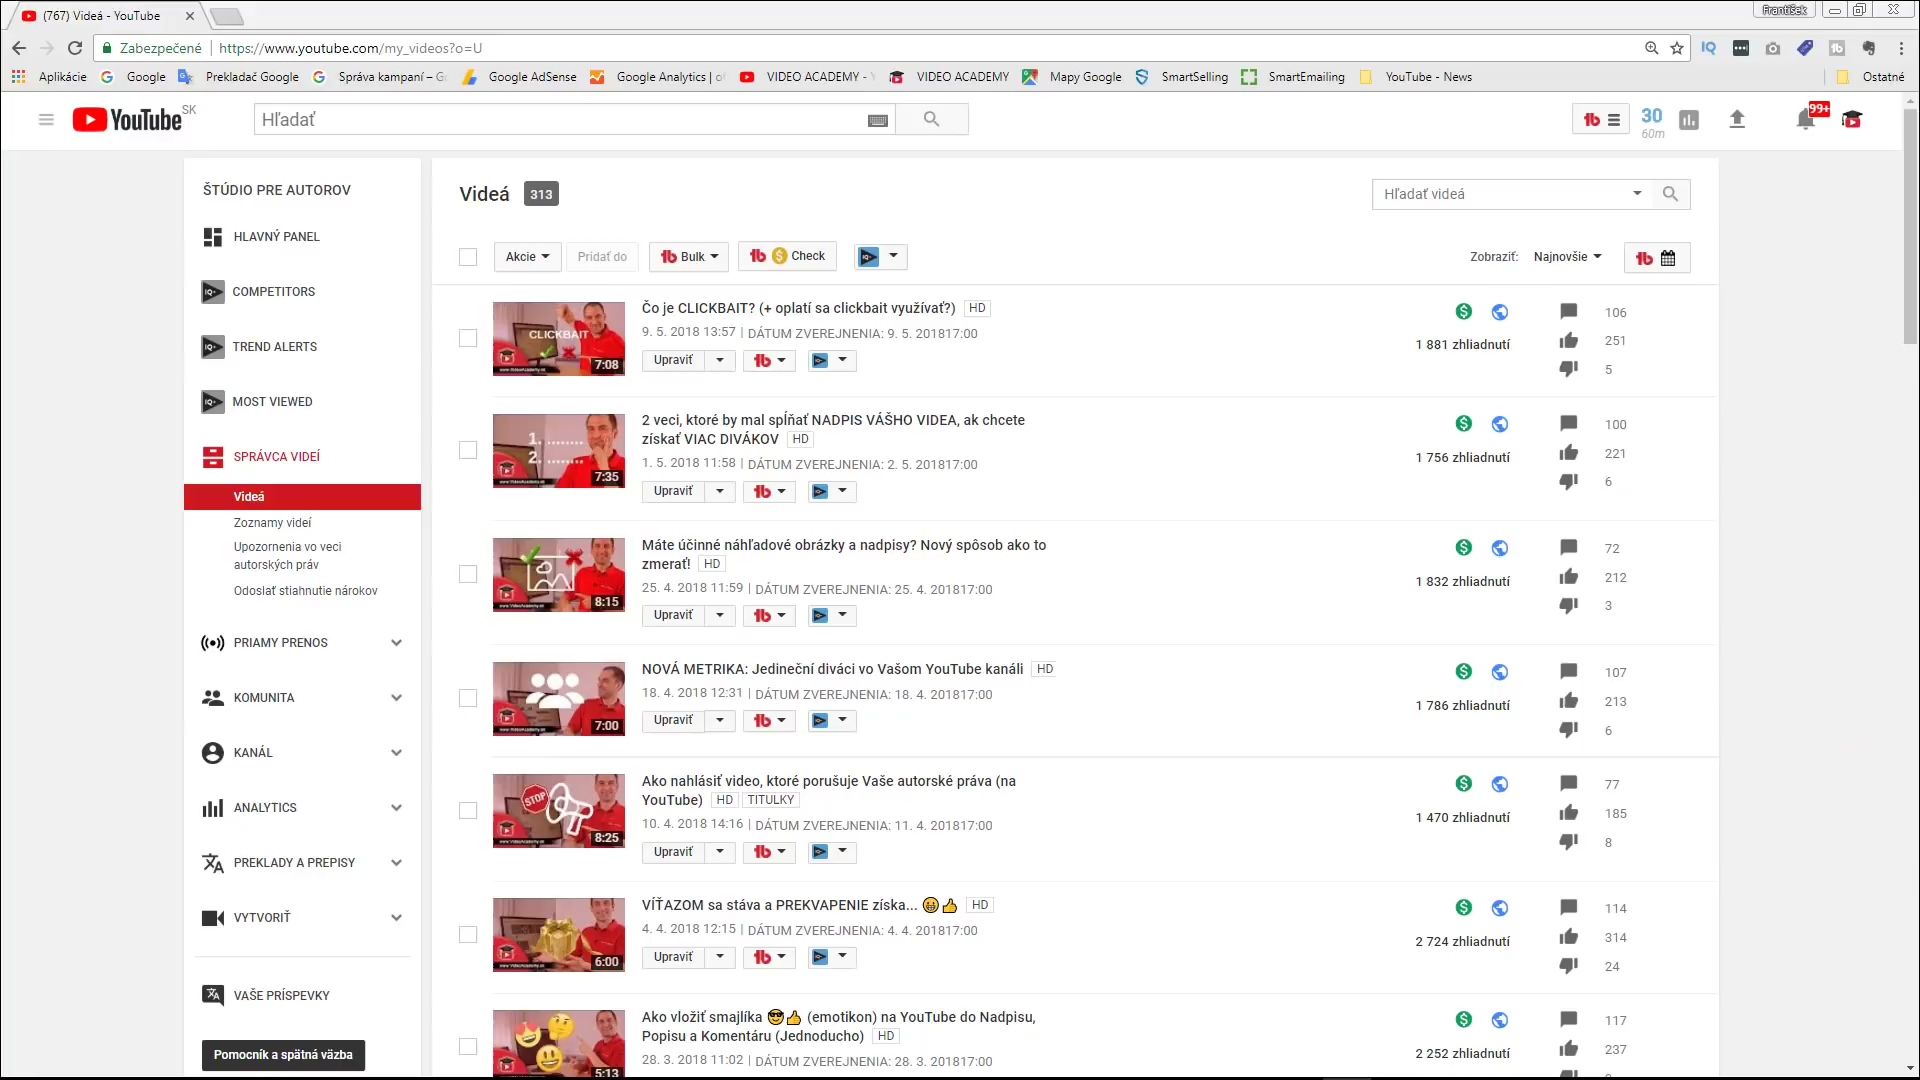 (767) Videá - YouTube
František
Zabezpečené
https://www.youtube.com/my_videos?o=U
Aplikácie
Google
Prekladač Google
Správa kampaní – G
Google AdSense
Google Analytics | o
VIDEO ACADEMY - Y
VIDEO ACADEMY
Mapy Google
SmartSelling
SmartEmailing
YouTube - News
Ostatné
YouTube SK
Hľadať
30
60m
99+
ŠTÚDIO PRE AUTOROV
HLAVNÝ PANEL
COMPETITORS
TREND ALERTS
MOST VIEWED
SPRÁVCA VIDEÍ
Videá
Zoznamy videí
Upozornenia vo veci
autorských práv
Odoslať stiahnutie nárokov
PRIAMY PRENOS
KOMUNITA
KANÁL
ANALYTICS
PREKLADY A PREPISY
VYTVORIŤ
VAŠE PRÍSPEVKY
Pomocník a spätná väzba
Videá 313
Hľadať videá
Akcie
Pridať do
Bulk
Check
Zobraziť:
Najnovšie
CLICKBAIT
7:08
Čo je CLICKBAIT? (+ oplatí sa clickbait využívať?) HD
9. 5. 2018 13:57 | DÁTUM ZVEREJNENIA: 9. 5. 201817:00
Upraviť
1 881 zhliadnutí
106
251
5
1. ........
2. ........
7:35
2 veci, ktoré by mal spĺňať NADPIS VÁŠHO VIDEA, ak chcete
získať VIAC DIVÁKOV HD
1. 5. 2018 11:58 | DÁTUM ZVEREJNENIA: 2. 5. 201817:00
Upraviť
1 756 zhliadnutí
100
221
6
8:15
Máte účinné náhľadové obrázky a nadpisy? Nový spôsob ako to
zmerať! HD
25. 4. 2018 11:59 | DÁTUM ZVEREJNENIA: 25. 4. 201817:00
Upraviť
1 832 zhliadnutí
72
212
3
7:00
NOVÁ METRIKA: Jedineční diváci vo Vašom YouTube kanáli HD
18. 4. 2018 12:31 | DÁTUM ZVEREJNENIA: 18. 4. 201817:00
Upraviť
1 786 zhliadnutí
107
213
6
STOP
8:25
Ako nahlásiť video, ktoré porušuje Vaše autorské práva (na
YouTube) HD TITULKY
10. 4. 2018 14:16 | DÁTUM ZVEREJNENIA: 11. 4. 201817:00
Upraviť
1 470 zhliadnutí
77
185
8
6:00
VÍŤAZOM sa stáva a PREKVAPENIE získa... 😁👍 HD
4. 4. 2018 12:15 | DÁTUM ZVEREJNENIA: 4. 4. 201817:00
Upraviť
2 724 zhliadnutí
114
314
24
5:13
Ako vložiť smajlíka 😎👍 (emotikon) na YouTube do Nadpisu,
Popisu a Komentáru (Jednoducho) HD
28. 3. 2018 11:02 | DÁTUM ZVEREJNENIA: 28. 3. 201817:00
2 252 zhliadnutí
117
237